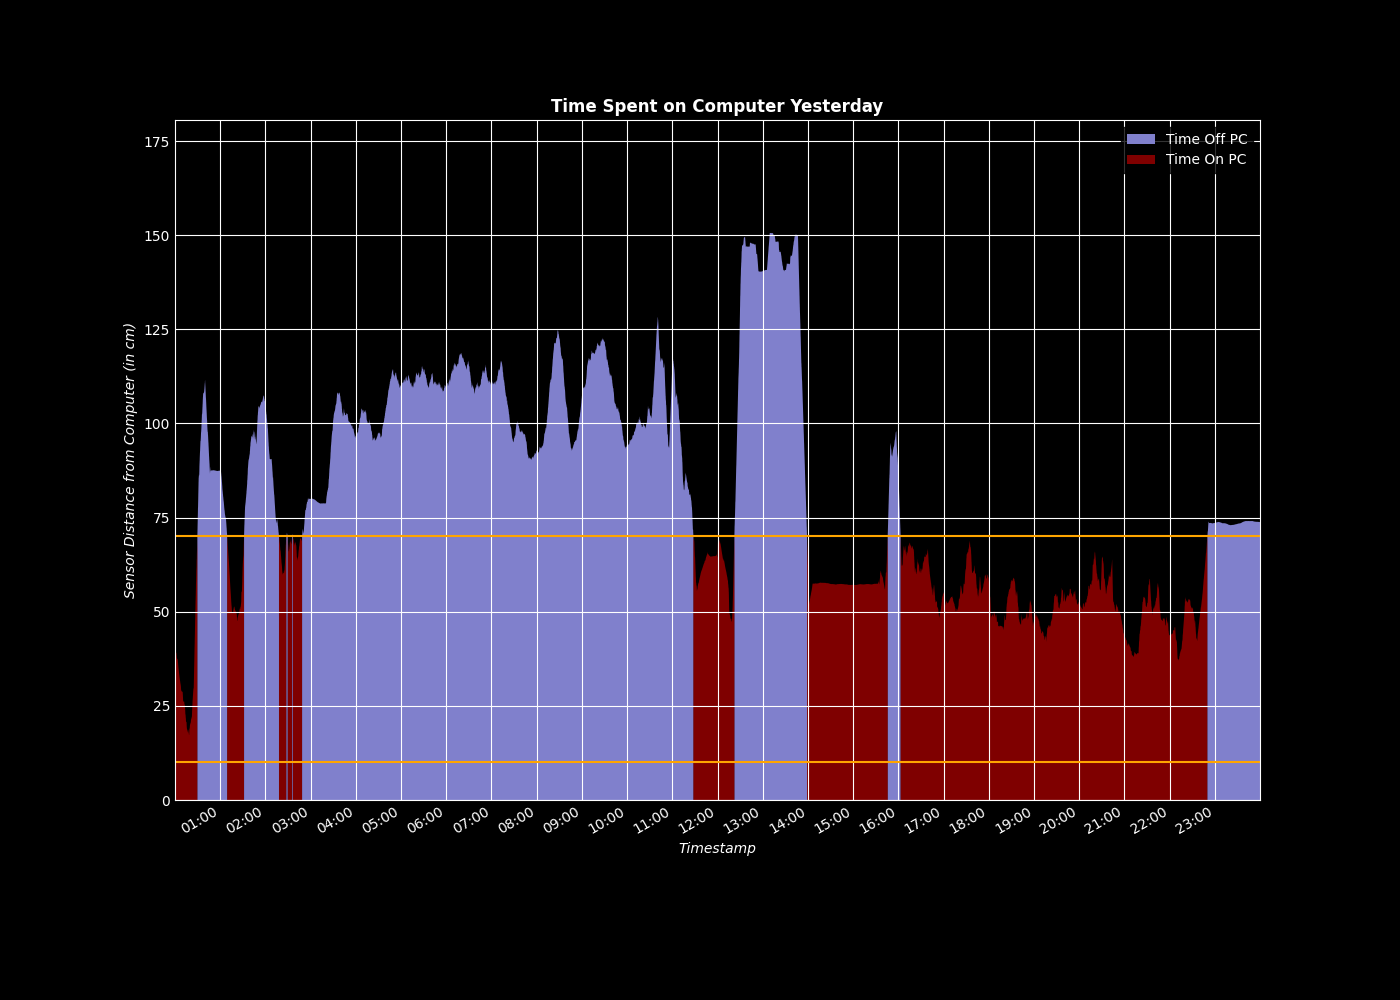 Time Spent on Computer Yesterday
Time Off PC
Time On PC
Sensor Distance from Computer (in cm)
175
150
125
100
75
50
25
0
01:00 02:00 03:00 04:00 05:00 06:00 07:00 08:00 09:00 10:00 11:00 12:00 13:00 14:00 15:00 16:00 17:00 18:00 19:00 20:00 21:00 22:00 23:00
Timestamp